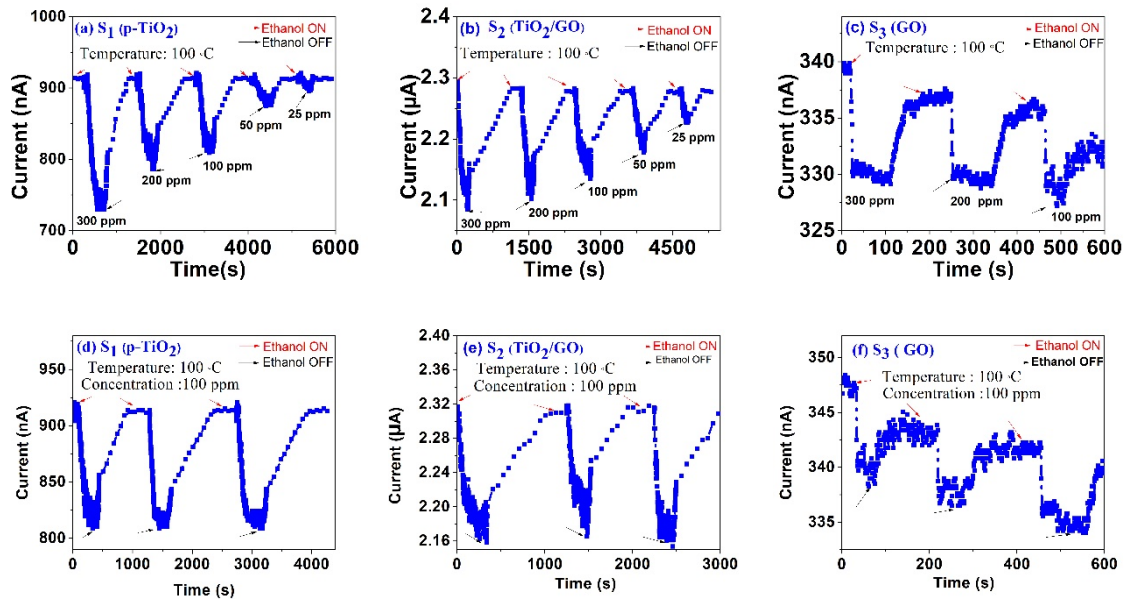 (a) S₁ (p-TiO₂)
Ethanol ON
Ethanol OFF
Temperature: 100 ◦C
Current (nA)
1000
900
800
700
300 ppm
200 ppm
100 ppm
50 ppm
25 ppm
0 1000 2000 3000 4000 5000 6000
Time(s)
(b) S₂ (TiO₂/GO)
Ethanol ON
Ethanol OFF
Temperature : 100 ◦C
Current (µA)
2.4
2.3
2.2
2.1
300 ppm
200 ppm
100 ppm
50 ppm
25 ppm
0 1500 3000 4500
Time (s)
(c) S₃ (GO)
Ethanol ON
Ethanol OFF
Temperature : 100 ◦C
Current (nA)
340
335
330
325
300 ppm
200 ppm
100 ppm
0 100 200 300 400 500 600
Time (s)
(d) S₁ (p-TiO₂)
Ethanol ON
Ethanol OFF
Temperature: 100 ◦C
Concentration :100 ppm
Current (nA)
950
900
850
800
0 1000 2000 3000 4000
Time (s)
(e) S₂ (TiO₂/GO)
Ethanol ON
Ethanol OFF
Temperature : 100 ◦C
Concentration : 100 ppm
Current (µA)
2.40
2.36
2.32
2.28
2.24
2.20
2.16
0 1000 2000 3000
Time (s)
(f) S₃ ( GO)
Ethanol ON
Ethanol OFF
Temperature : 100 ◦C
Concentration :100 ppm
Current (nA)
350
345
340
335
0 200 400 600
Time (s)